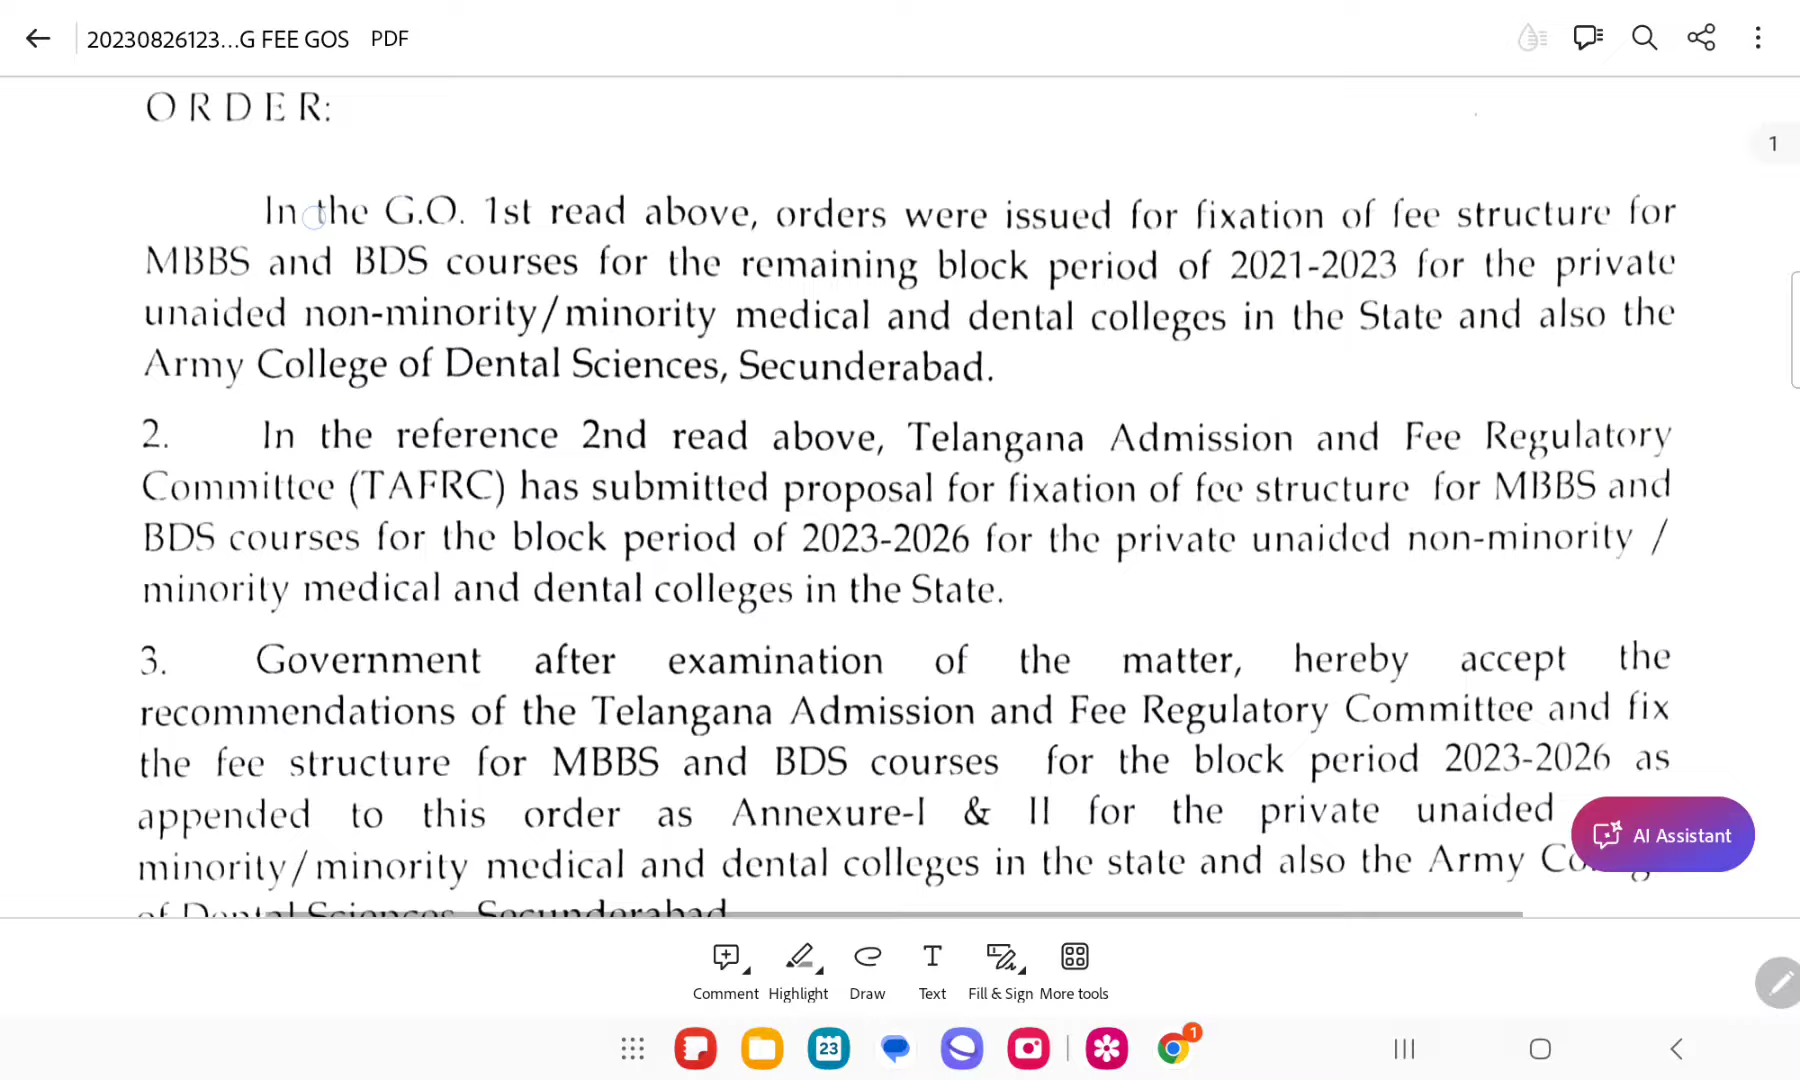 20230826123...G FEE GOS PDF
O R D E R:
1
In the G.O. 1st read above, orders were issued for fixation of fee structure for
MBBS and BDS courses for the remaining block period of 2021-2023 for the private
unaided non-minority/minority medical and dental colleges in the State and also the
Army College of Dental Sciences, Secunderabad.
2. In the reference 2nd read above, Telangana Admission and Fee Regulatory
Committee (TAFRC) has submitted proposal for fixation of fee structure for MBBS and
BDS courses for the block period of 2023-2026 for the private unaided non-minority /
minority medical and dental colleges in the State.
3. Government after examination of the matter, hereby accept the
recommendations of the Telangana Admission and Fee Regulatory Committee and fix
the fee structure for MBBS and BDS courses for the block period 2023-2026 as
appended to this order as Annexure-I & II for the private unaided
minority/minority medical and dental colleges in the state and also the Army
of Dental Sciences, Secunderabad
AI Assistant
Comment Highlight Draw Text Fill & Sign More tools
23 1